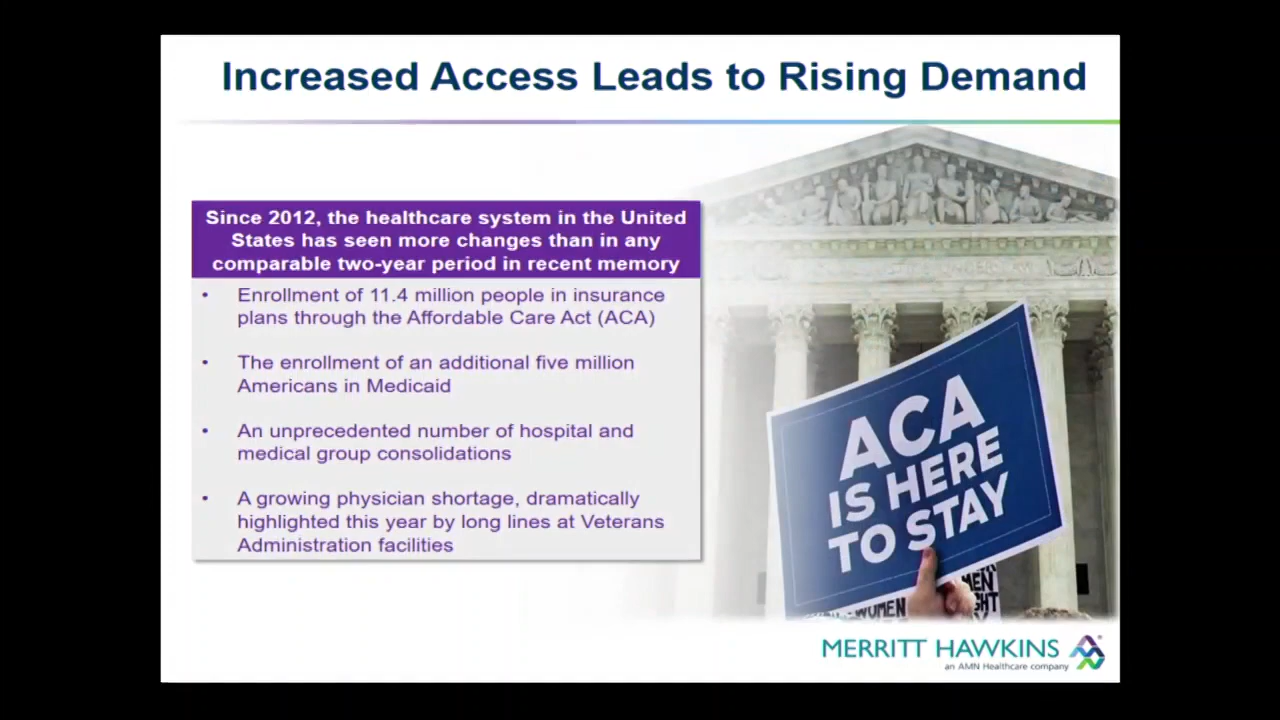 Increased Access Leads to Rising Demand
Since 2012, the healthcare system in the United
States has seen more changes than in any
comparable two-year period in recent memory
• Enrollment of 11.4 million people in insurance
plans through the Affordable Care Act (ACA)
• The enrollment of an additional five million
Americans in Medicaid
• An unprecedented number of hospital and
medical group consolidations
• A growing physician shortage, dramatically
highlighted this year by long lines at Veterans
Administration facilities
ACA
IS HERE
TO STAY
WOMEN
MEN
MERRITT HAWKINS
an AMN Healthcare company